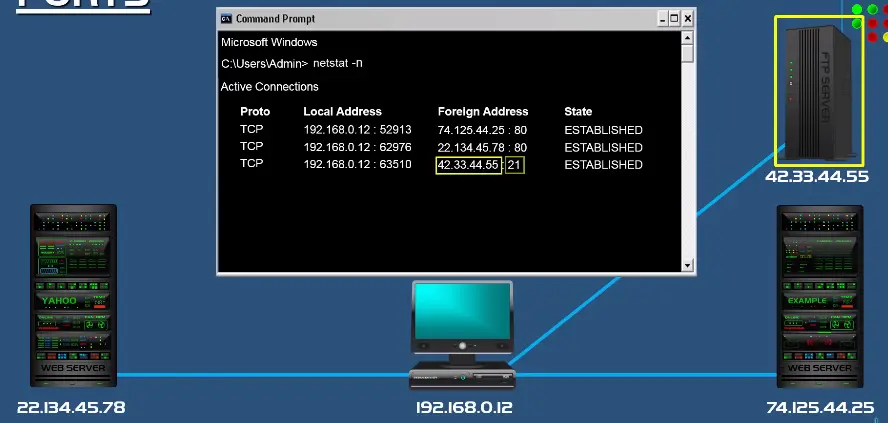 PORTS
Command Prompt
Microsoft Windows
C:\Users\Admin> netstat -n
Active Connections
Proto Local Address Foreign Address State
TCP 192.168.0.12 : 52913 74.125.44.25 : 80 ESTABLISHED
TCP 192.168.0.12 : 62976 22.134.45.78 : 80 ESTABLISHED
TCP 192.168.0.12 : 63510 42.33.44.55 : 21 ESTABLISHED
FTP SERVER
42.33.44.55
YAHOO
WEB SERVER
22.134.45.78
192.168.0.12
EXAMPLE
WEB SERVER
74.125.44.25